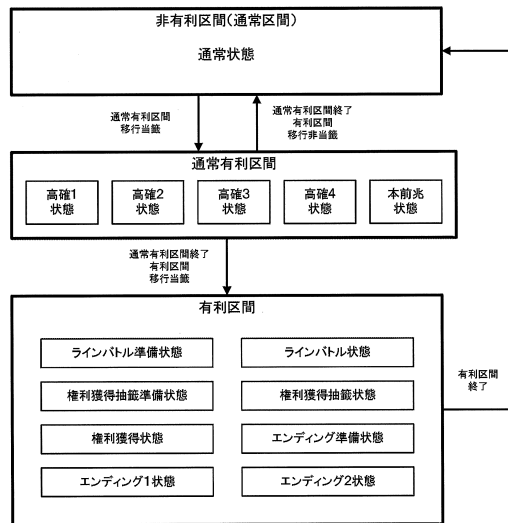 非有利区間(通常区間)
通常状態
通常有利区間
移行当籤
通常有利区間終了
有利区間
移行非当籤
通常有利区間
高確1
状態
高確2
状態
高確3
状態
高確4
状態
本前兆
状態
通常有利区間終了
有利区間
移行当籤
有利区間
ラインバトル準備状態
ラインバトル状態
権利獲得抽籤準備状態
権利獲得抽籤状態
権利獲得状態
エンディング準備状態
エンディング1状態
エンディング2状態
有利区間
終了